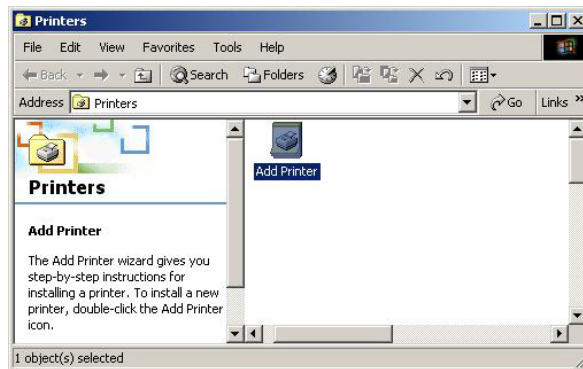 Printers
File Edit View Favorites Tools Help
Back Search Folders
Address Printers Go Links »
Add Printer
Printers
Add Printer
The Add Printer wizard gives you
step-by-step instructions for
installing a printer. To install a new
printer, double-click the Add Printer
icon.
1 object(s) selected